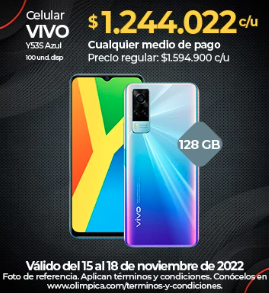 Celular
VIVO
Y53S Azul
100 und. disp
$1.244.022 c/u
Cualquier medio de pago
Precio regular: $1.594.900 c/u
128 GB
vivo
Válido del 15 al 18 de noviembre de 2022
Foto de referencia. Aplican términos y condiciones. Conócelos en
www.olimpica.com/terminos-y-condiciones.